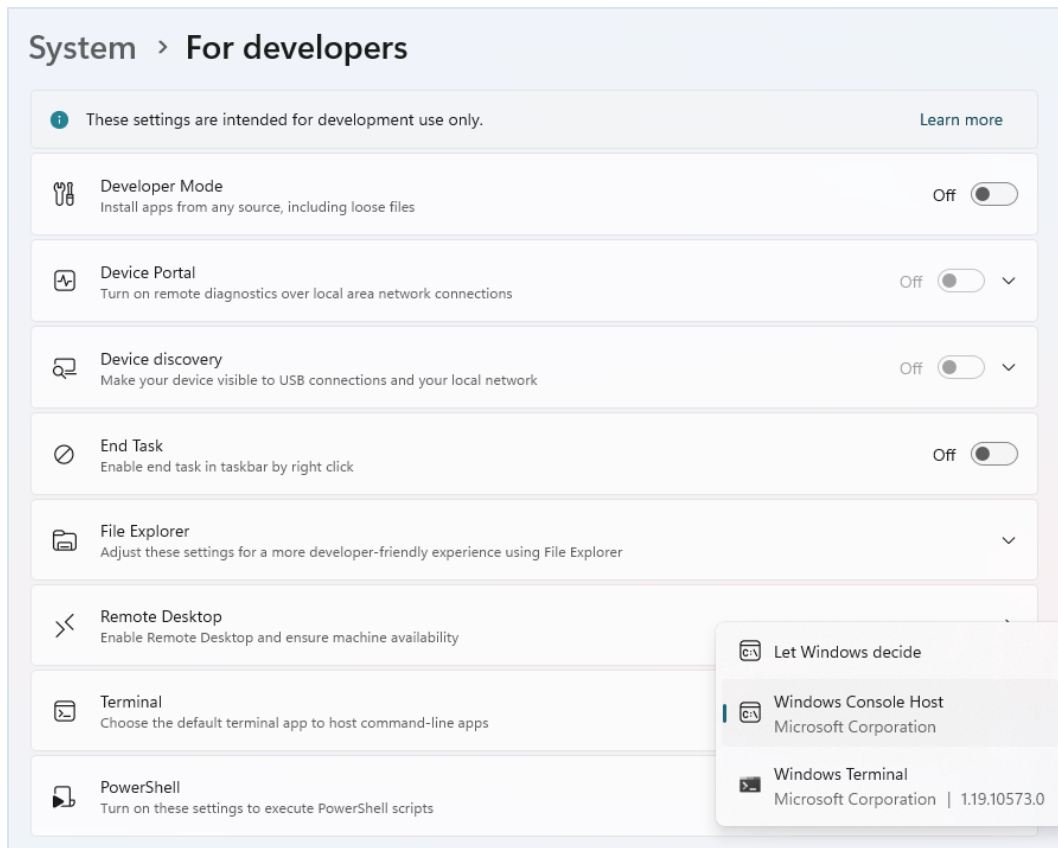 System > For developers
These settings are intended for development use only.
Learn more
Developer Mode
Install apps from any source, including loose files
Off
Device Portal
Turn on remote diagnostics over local area network connections
Off
Device discovery
Make your device visible to USB connections and your local network
Off
End Task
Enable end task in taskbar by right click
Off
File Explorer
Adjust these settings for a more developer-friendly experience using File Explorer
Remote Desktop
Enable Remote Desktop and ensure machine availability
Terminal
Choose the default terminal app to host command-line apps
PowerShell
Turn on these settings to execute PowerShell scripts
C:\ Let Windows decide
C:\ Windows Console Host
Microsoft Corporation
Windows Terminal
Microsoft Corporation | 1.19.10573.0